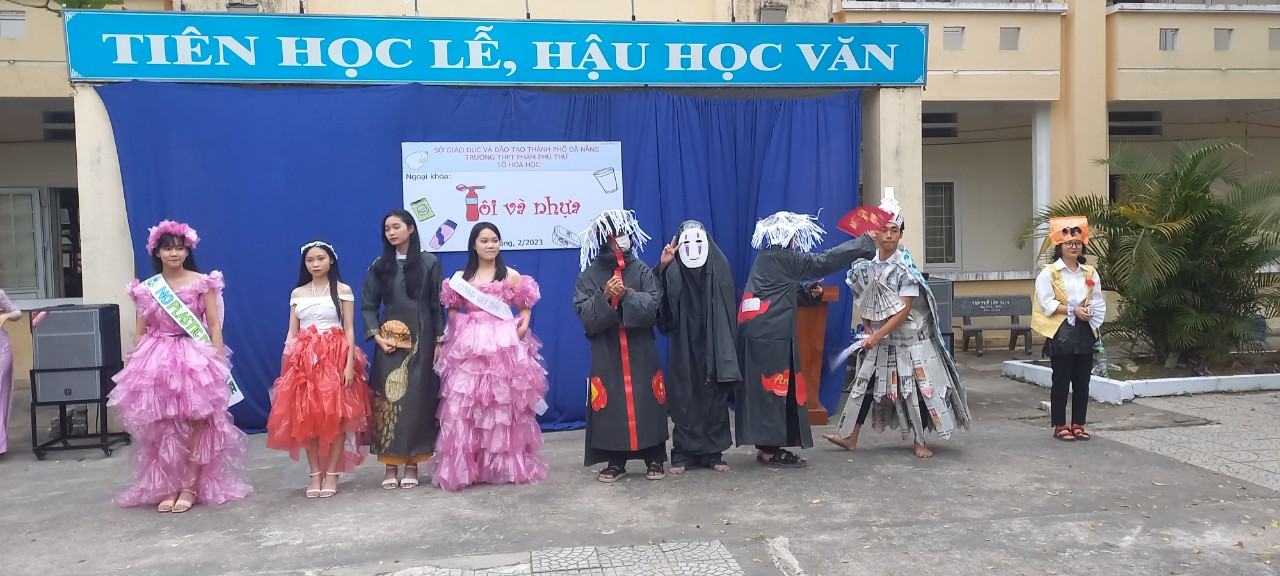 TIÊN HỌC LỄ, HẬU HỌC VĂN
SỞ GIÁO DỤC VÀ ĐÀO TẠO THÀNH PHỐ ĐÀ NẴNG
TRƯỜNG THPT PHẠM PHÚ THỨ
TỔ HÓA HỌC
Ngoại khóa:
Tôi và nhựa
2/2023
NO PLASTIC